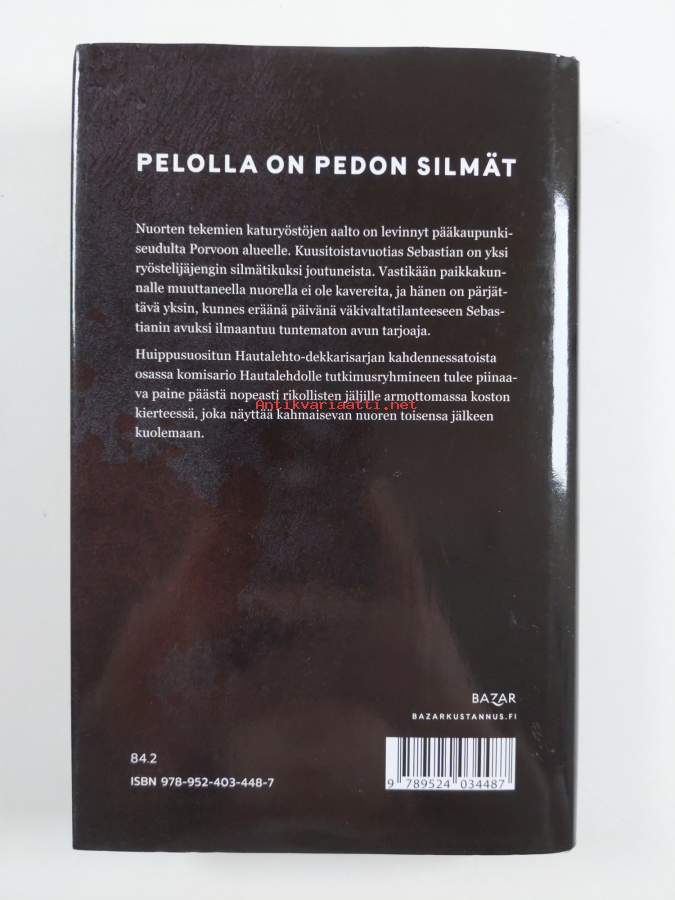 PELOLLA ON PEDON SILMÄT
Nuorten tekemien katuryöstöjen aalto on levinnyt pääkaupunki-
seudulta Porvoon alueelle. Kuusitoistavuotias Sebastian on yksi
ryöstelijäjengin silmätikuksi joutuneista. Vastikään paikkakun-
nalle muuttaneella nuorella ei ole kavereita, ja hänen on pärjät-
tävä yksin, kunnes eräänä päivänä väkivaltatilanteeseen Sebas-
tianin avuksi ilmaantuu tuntematon avun tarjoaja.
Huippusuositun Hautalehto-dekkarisarjan kahdennessatoista
osassa komisario Hautalehdolle tutkimusryhmineen tulee piinaa-
va paine päästä nopeasti rikollisten jäljille armottomassa koston
Antikvariaatti.net
kierteessä, joka näyttää kahmaisevan nuoren toisensa jälkeen
kuolemaan.
BAZAR
BAZARKUSTANNUS.FI
84.2
ISBN 978-952-403-448-7
9 789524 034487